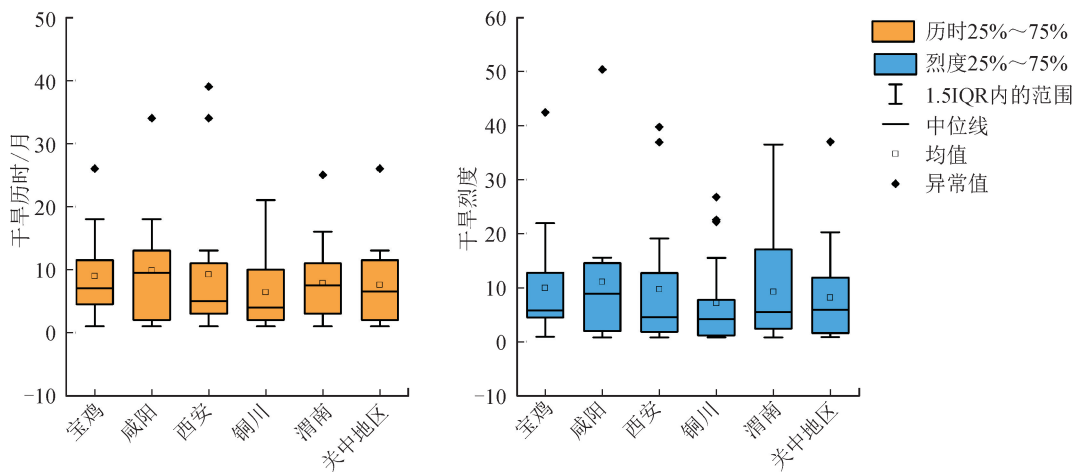 50
40
30
20
10
0
−10
干旱历时/月
宝鸡
咸阳
西安
铜川
渭南
关中地区
60
50
40
30
20
10
0
−10
干旱烈度
宝鸡
咸阳
西安
铜川
渭南
关中地区
历时25%～75%
烈度25%～75%
1.5IQR内的范围
中位线
均值
异常值